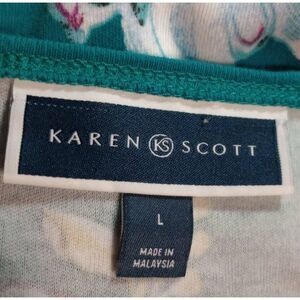 KAREN KS SCOTT
L
MADE IN
MALAYSIA